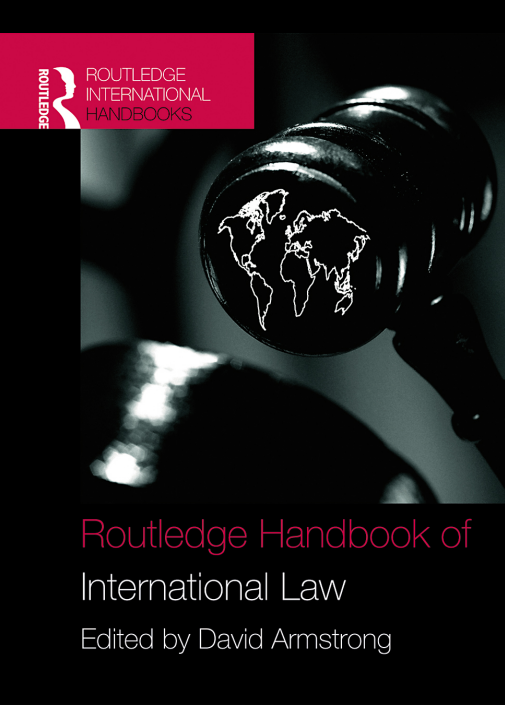 ROUTLEDGE
ROUTLEDGE
INTERNATIONAL
HANDBOOKS
Routledge Handbook of
International Law
Edited by David Armstrong